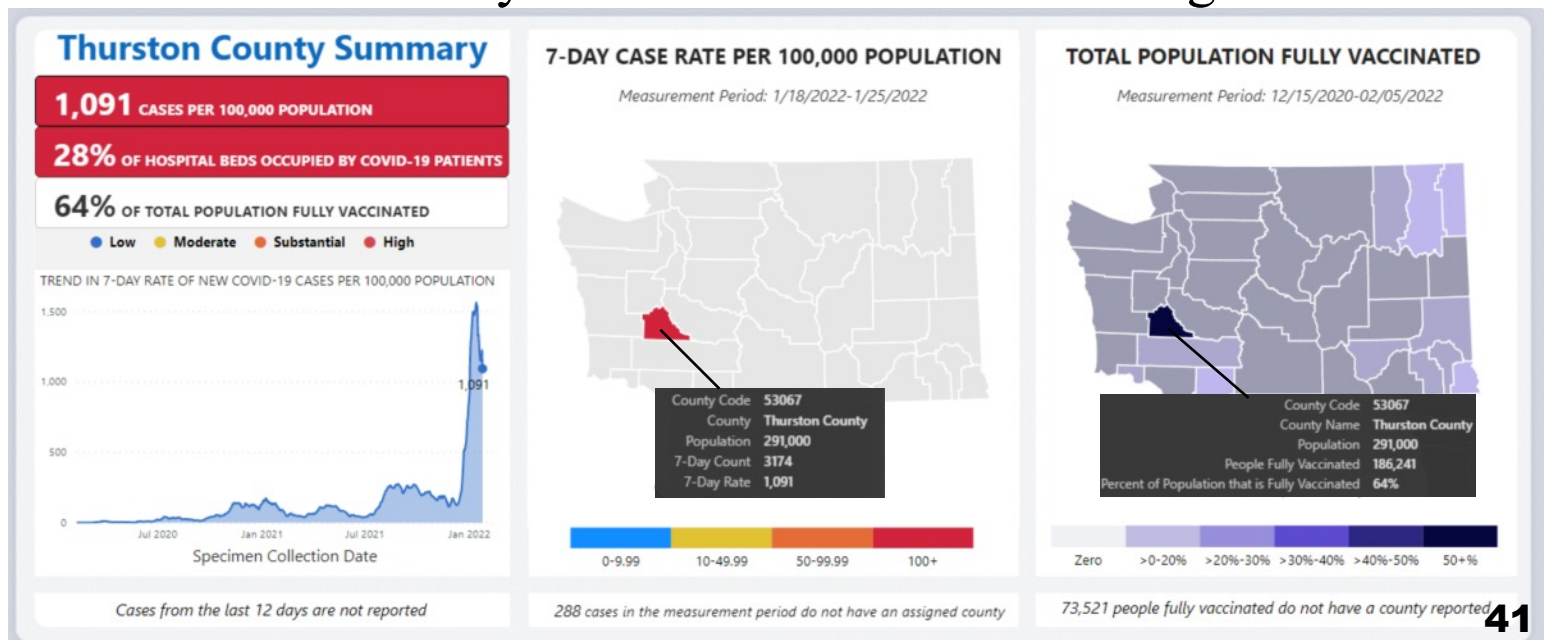 Thurston County Summary
1,091 CASES PER 100,000 POPULATION
28% OF HOSPITAL BEDS OCCUPIED BY COVID-19 PATIENTS
64% OF TOTAL POPULATION FULLY VACCINATED
Low Moderate Substantial High
TREND IN 7-DAY RATE OF NEW COVID-19 CASES PER 100,000 POPULATION
1,500
1,000
1,091
500
0
Jul 2020 Jan 2021 Jul 2021 Jan 2022
Specimen Collection Date
Cases from the last 12 days are not reported
7-DAY CASE RATE PER 100,000 POPULATION
Measurement Period: 1/18/2022-1/25/2022
County Code 53067
County Thurston County
Population 291,000
7-Day Count 3174
7-Day Rate 1,091
0-9.99 10-49.99 50-99.99 100+
288 cases in the measurement period do not have an assigned county
TOTAL POPULATION FULLY VACCINATED
Measurement Period: 12/15/2020-02/05/2022
County Code 53067
County Name Thurston County
Population 291,000
People Fully Vaccinated 186,241
Percent of Population that is Fully Vaccinated 64%
Zero >0-20% >20%-30% >30%-40% >40%-50% 50+%
73,521 people fully vaccinated do not have a county reported
41